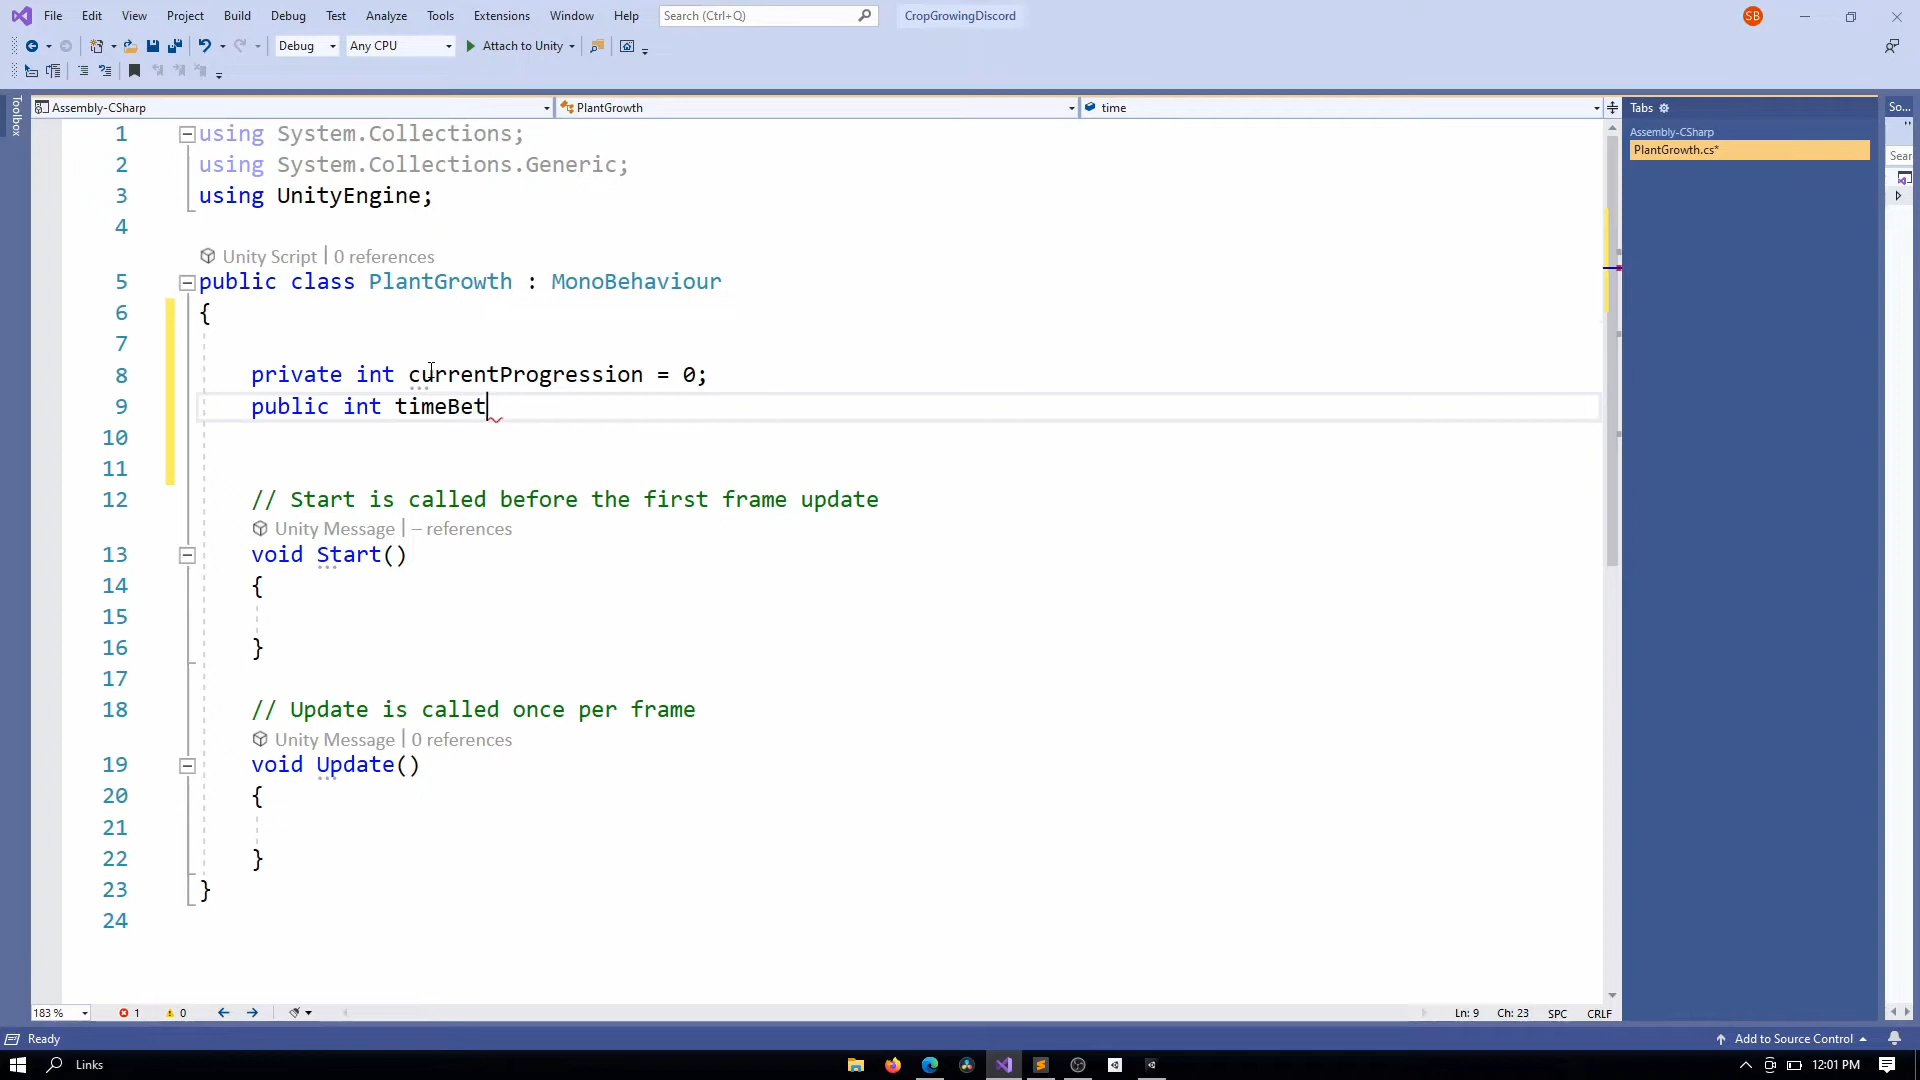 File Edit View Project Build Debug Test Analyze Tools Extensions Window Help Search (Ctrl+Q) CropGrowingDiscord SB
Debug Any CPU Attach to Unity
Toolbox
Assembly-CSharp PlantGrowth time Tabs So...
Assembly-CSharp
PlantGrowth.cs*
Sear
1 using System.Collections;
2 using System.Collections.Generic;
3 using UnityEngine;
4
Unity Script | 0 references
5 public class PlantGrowth : MonoBehaviour
6 {
7
8 private int currentProgression = 0;
9 public int timeBet
10
11
12 // Start is called before the first frame update
Unity Message | – references
13 void Start()
14 {
15
16 }
17
18 // Update is called once per frame
Unity Message | 0 references
19 void Update()
20 {
21
22 }
23 }
24
183 % 1 0 Ln: 9 Ch: 23 SPC CRLF
Ready Add to Source Control
Links 12:01 PM